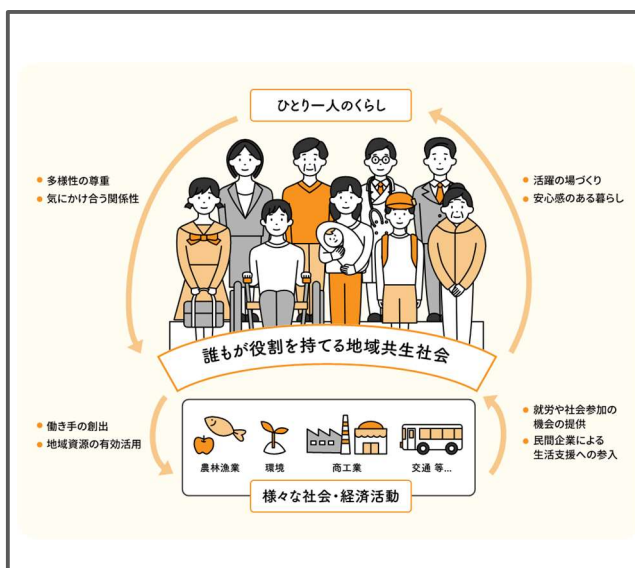 ひとり一人のくらし
多様性の尊重
気にかけ合う関係性
活躍の場づくり
安心感のある暮らし
誰もが役割を持てる地域共生社会
働き手の創出
地域資源の有効活用
就労や社会参加の
機会の提供
民間企業による
生活支援への参入
農林漁業
環境
商工業
交通 等...
様々な社会・経済活動